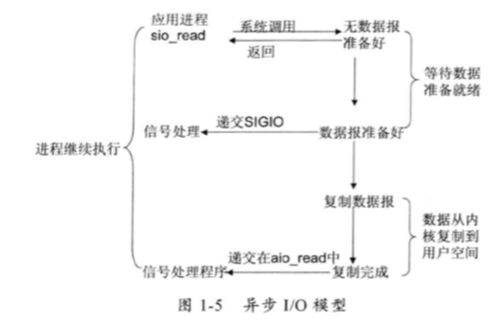 应用进程
sio_read
系统调用
返回
无数据报
准备好
等待数据
准备就绪
进程继续执行
信号处理
递交SIGIO
数据报准备好
复制数据报
数据从内
核复制到
用户空间
信号处理程序
递交在aio_read中
复制完成
图 1-5 异步 I/O 模型